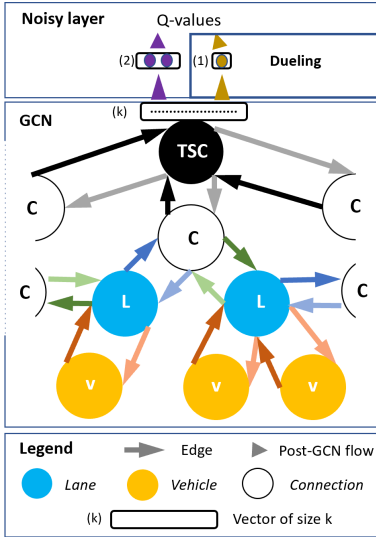 Noisy layer
Q-values
(2)
(1)
Dueling
(k)
GCN
TSC
C
C
C
C
C
L
L
v
v
v
Legend
Edge
Post-GCN flow
Lane
Vehicle
Connection
(k)
Vector of size k